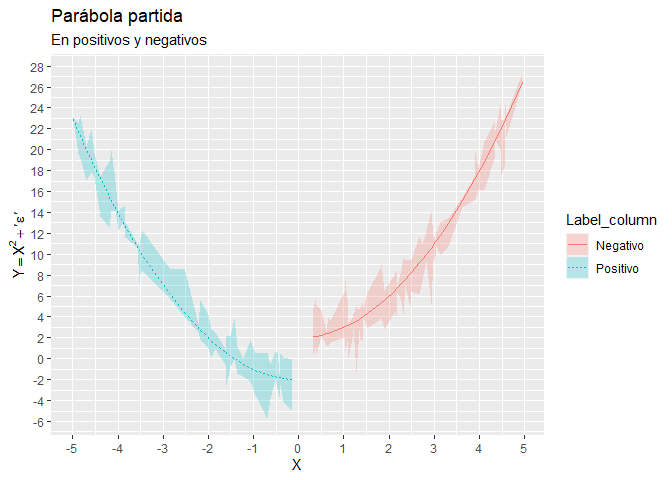 Parábola partida
En positivos y negativos
28
26
24
22
20
18
16
14
12
10
8
6
4
2
0
-2
-4
-6
Y = X² + 'ε'
-5 -4 -3 -2 -1 0 1 2 3 4 5
X
Label_column
Negativo
Positivo